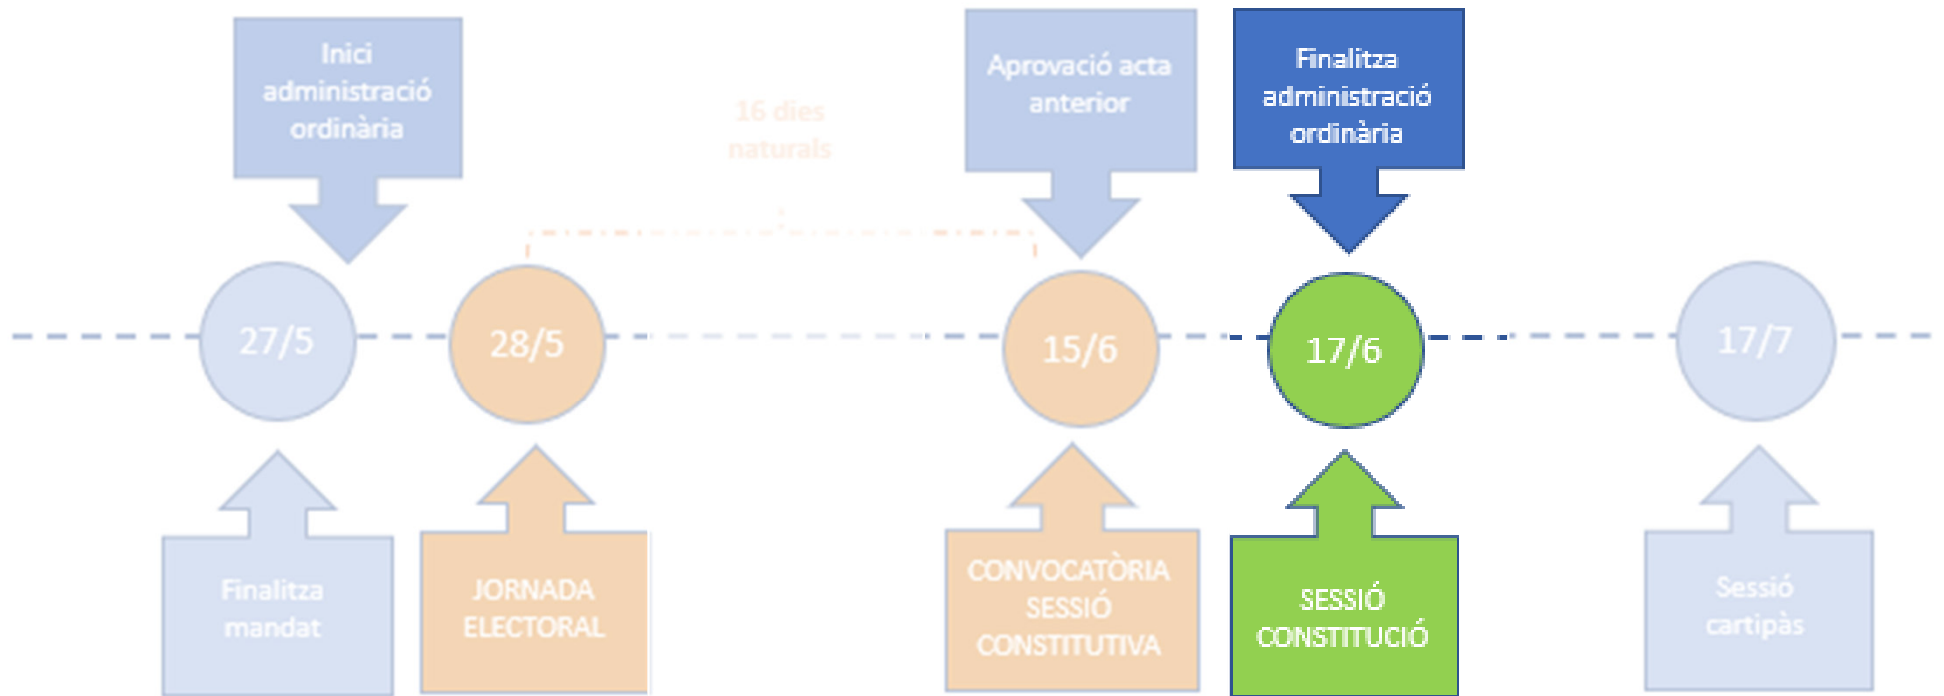 Inici
administració
ordinària
16 dies
naturals
Aprovació acta
anterior
Finalitza
administració
ordinària
27/5
28/5
15/6
17/6
17/7
Finalitza
mandat
JORNADA
ELECTORAL
CONVOCATÒRIA
SESSIÓ
CONSTITUTIVA
SESSIÓ
CONSTITUCIÓ
Sessió
cartipàs